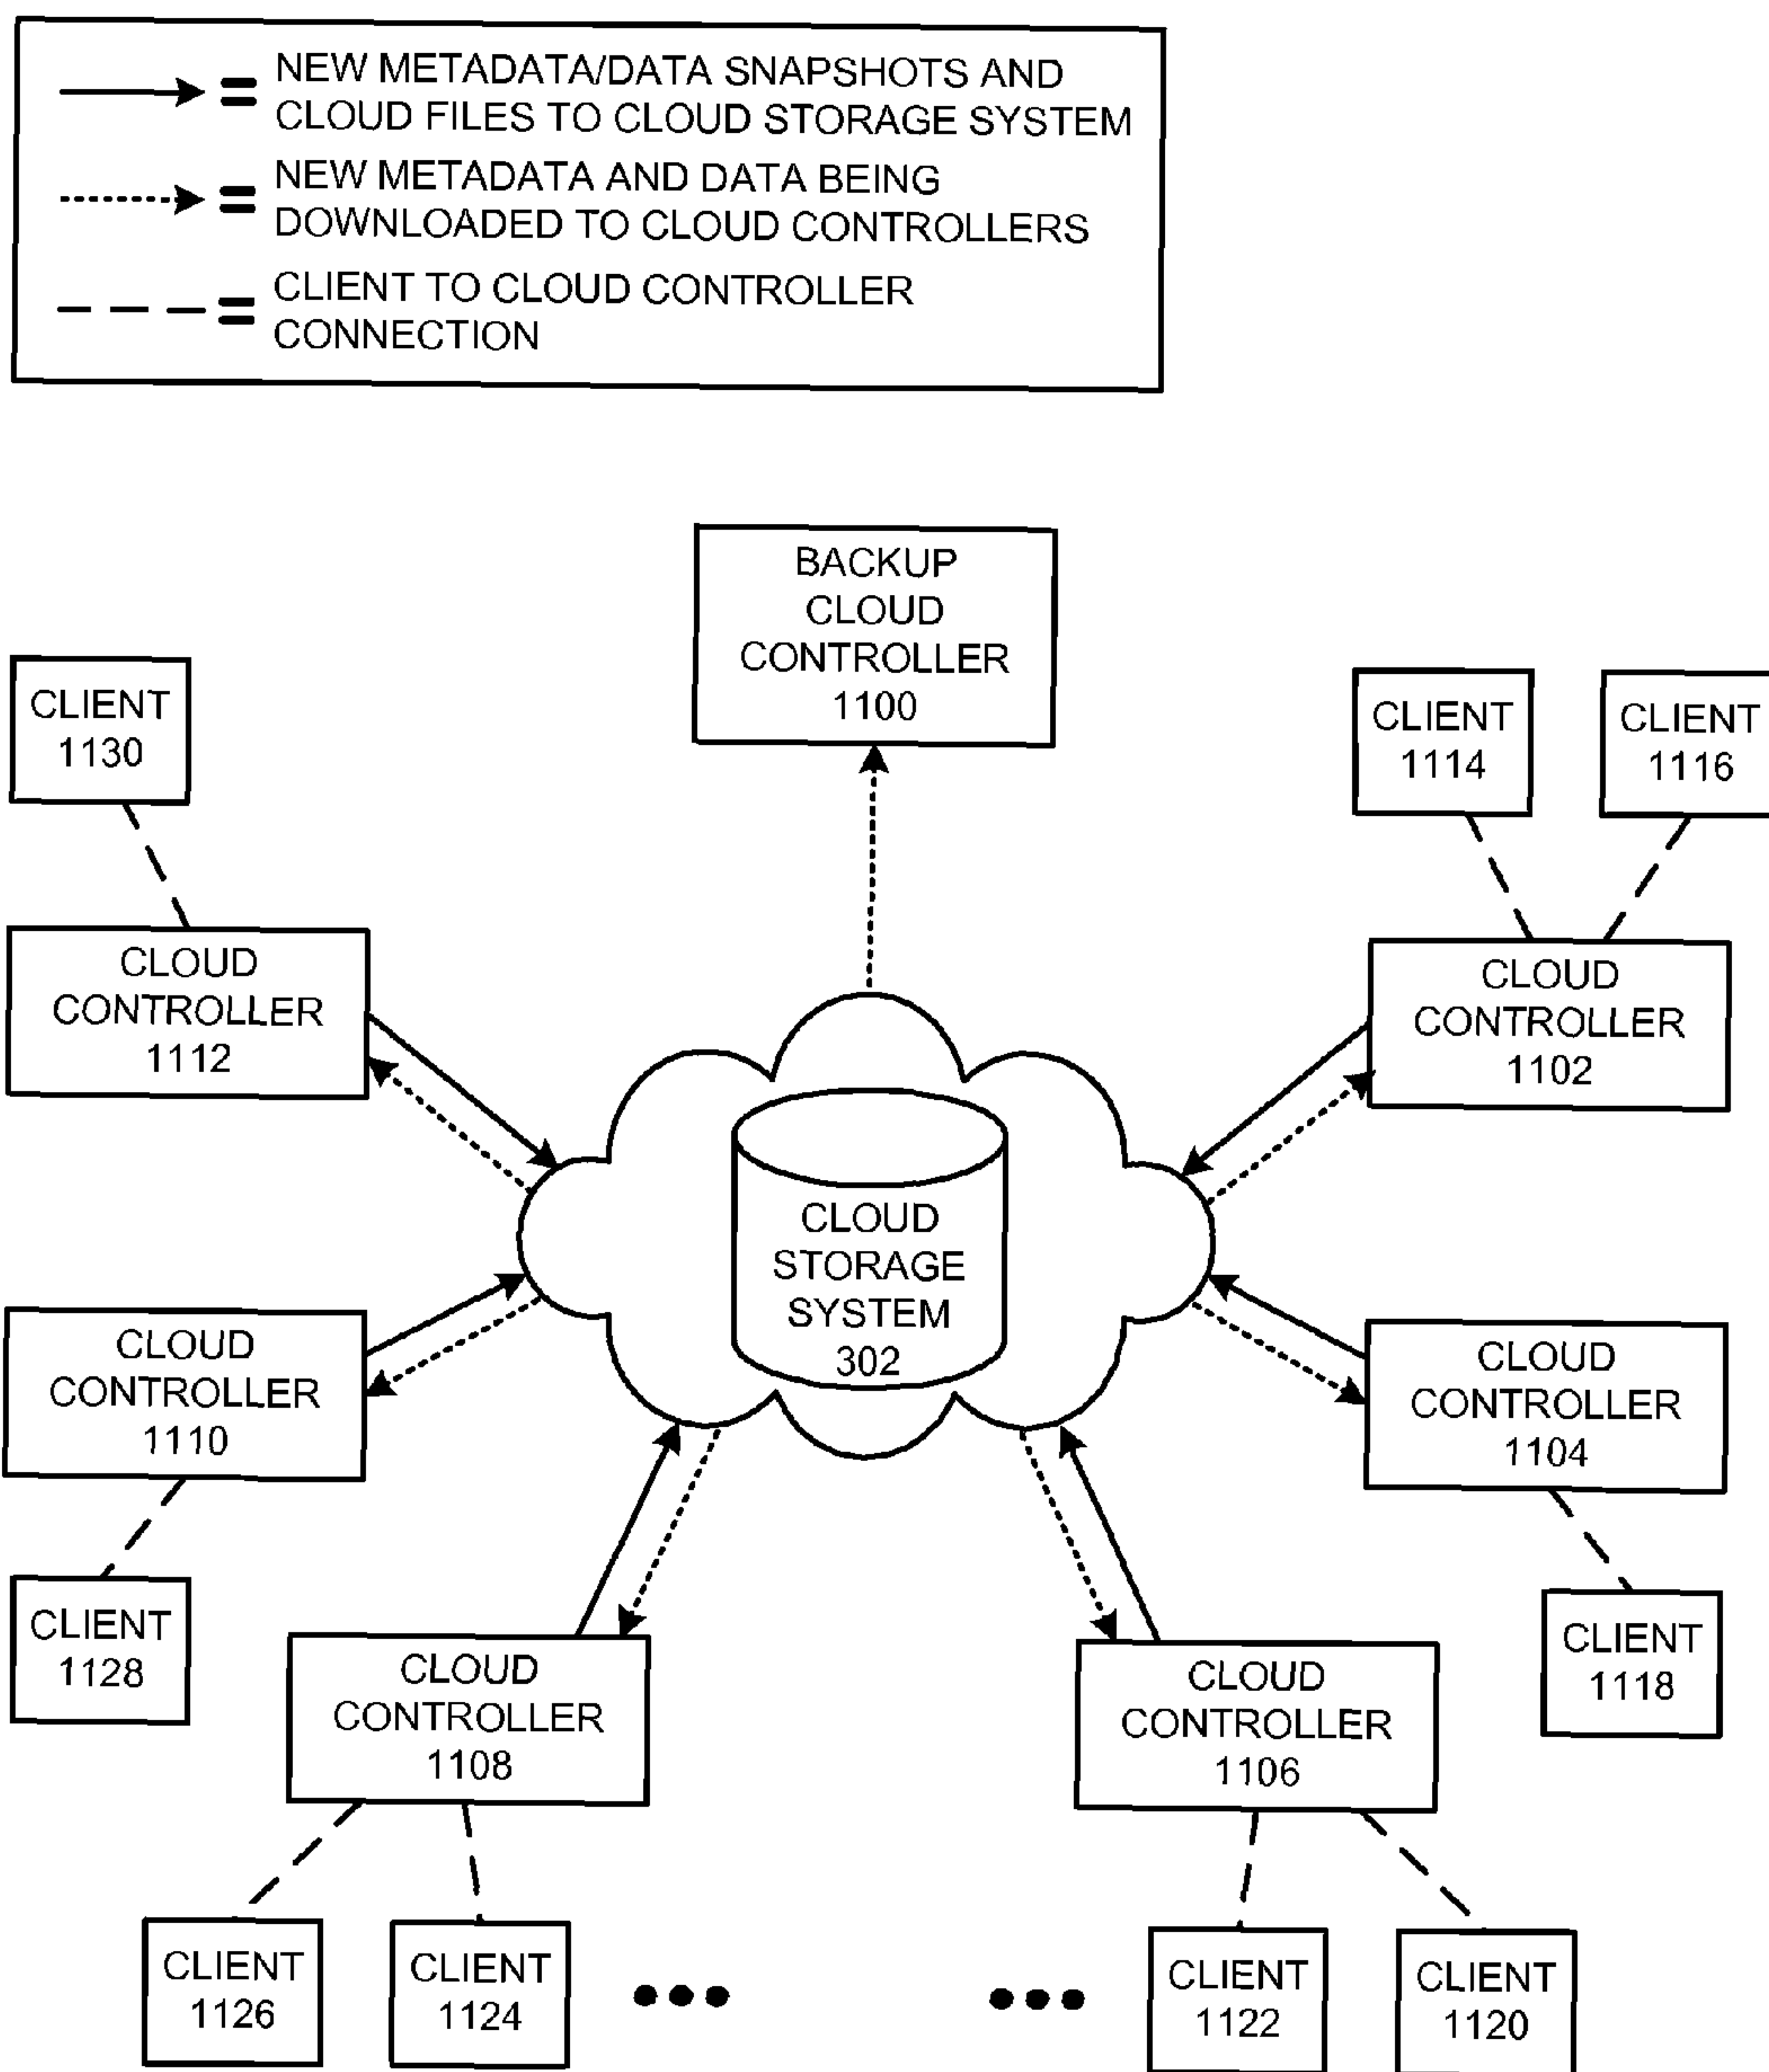 NEW METADATA/DATA SNAPSHOTS AND
CLOUD FILES TO CLOUD STORAGE SYSTEM
NEW METADATA AND DATA BEING
DOWNLOADED TO CLOUD CONTROLLERS
CLIENT TO CLOUD CONTROLLER
CONNECTION
BACKUP
CLOUD
CONTROLLER
1100
CLIENT
1130
CLIENT
1114
CLIENT
1116
CLOUD
CONTROLLER
1112
CLOUD
CONTROLLER
1102
CLOUD
STORAGE
SYSTEM
302
CLOUD
CONTROLLER
1110
CLOUD
CONTROLLER
1104
CLIENT
1128
CLIENT
1118
CLOUD
CONTROLLER
1108
CLOUD
CONTROLLER
1106
CLIENT
1126
CLIENT
1124
CLIENT
1122
CLIENT
1120